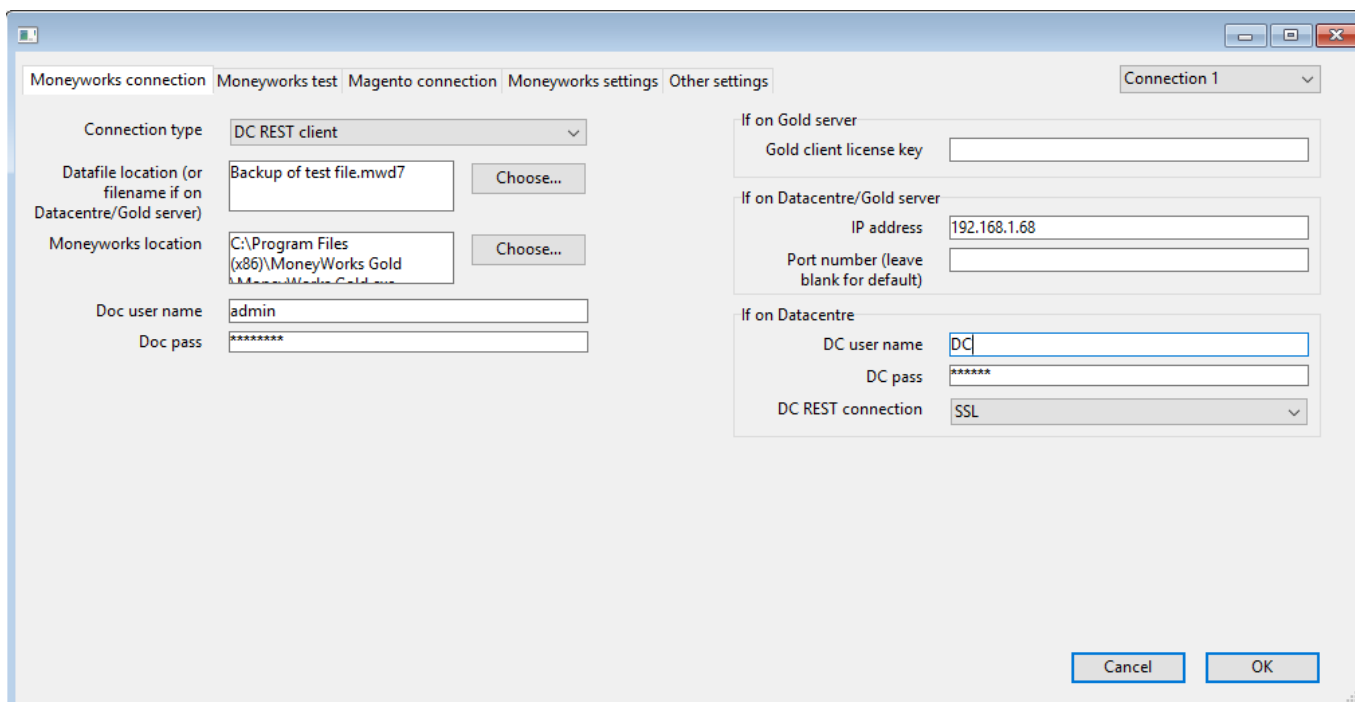 Moneyworks connection Moneyworks test Magento connection Moneyworks settings Other settings
Connection 1
Connection type
DC REST client
Datafile location (or
filename if on
Datacentre/Gold server)
Backup of test file.mwd7
Choose...
Moneyworks location
C:\Program Files
(x86)\MoneyWorks Gold
\MoneyWorks Gold.exe
Choose...
Doc user name
admin
Doc pass
********
If on Gold server
Gold client license key
If on Datacentre/Gold server
IP address
192.168.1.68
Port number (leave
blank for default)
If on Datacentre
DC user name
DC
DC pass
******
DC REST connection
SSL
Cancel
OK